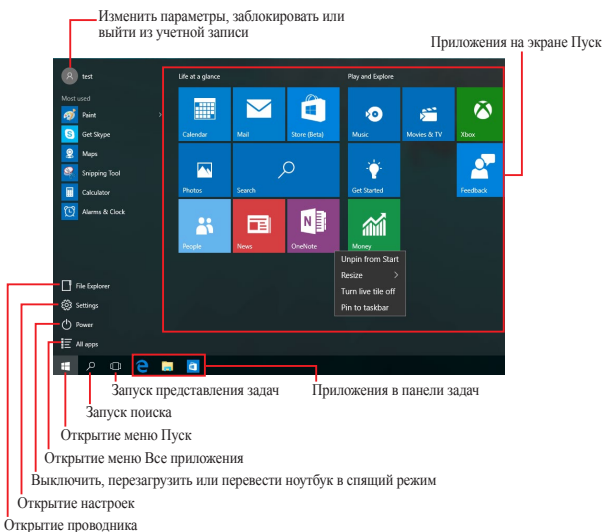 Изменить параметры, заблокировать или
выйти из учетной записи
Приложения на экране Пуск
test
Life at a glance
Play and Explore
Most used
Paint
Get Skype
Maps
Snipping Tool
Calculator
Alarms & Clock
Calendar
Mail
Store (Beta)
Music
Movies & TV
Xbox
Photos
Search
Get Started
Feedback
People
News
OneNote
Money
Unpin from Start
Resize
Turn live tile off
Pin to taskbar
File Explorer
Settings
Power
All apps
Запуск представления задач
Приложения в панели задач
Запуск поиска
Открытие меню Пуск
Открытие меню Все приложения
Выключить, перезагрузить или перевести ноутбук в спящий режим
Открытие настроек
Открытие проводника